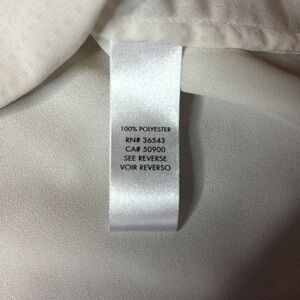 100% POLYESTER
RN# 36543
CA# 50900
SEE REVERSE
VOIR REVERSO